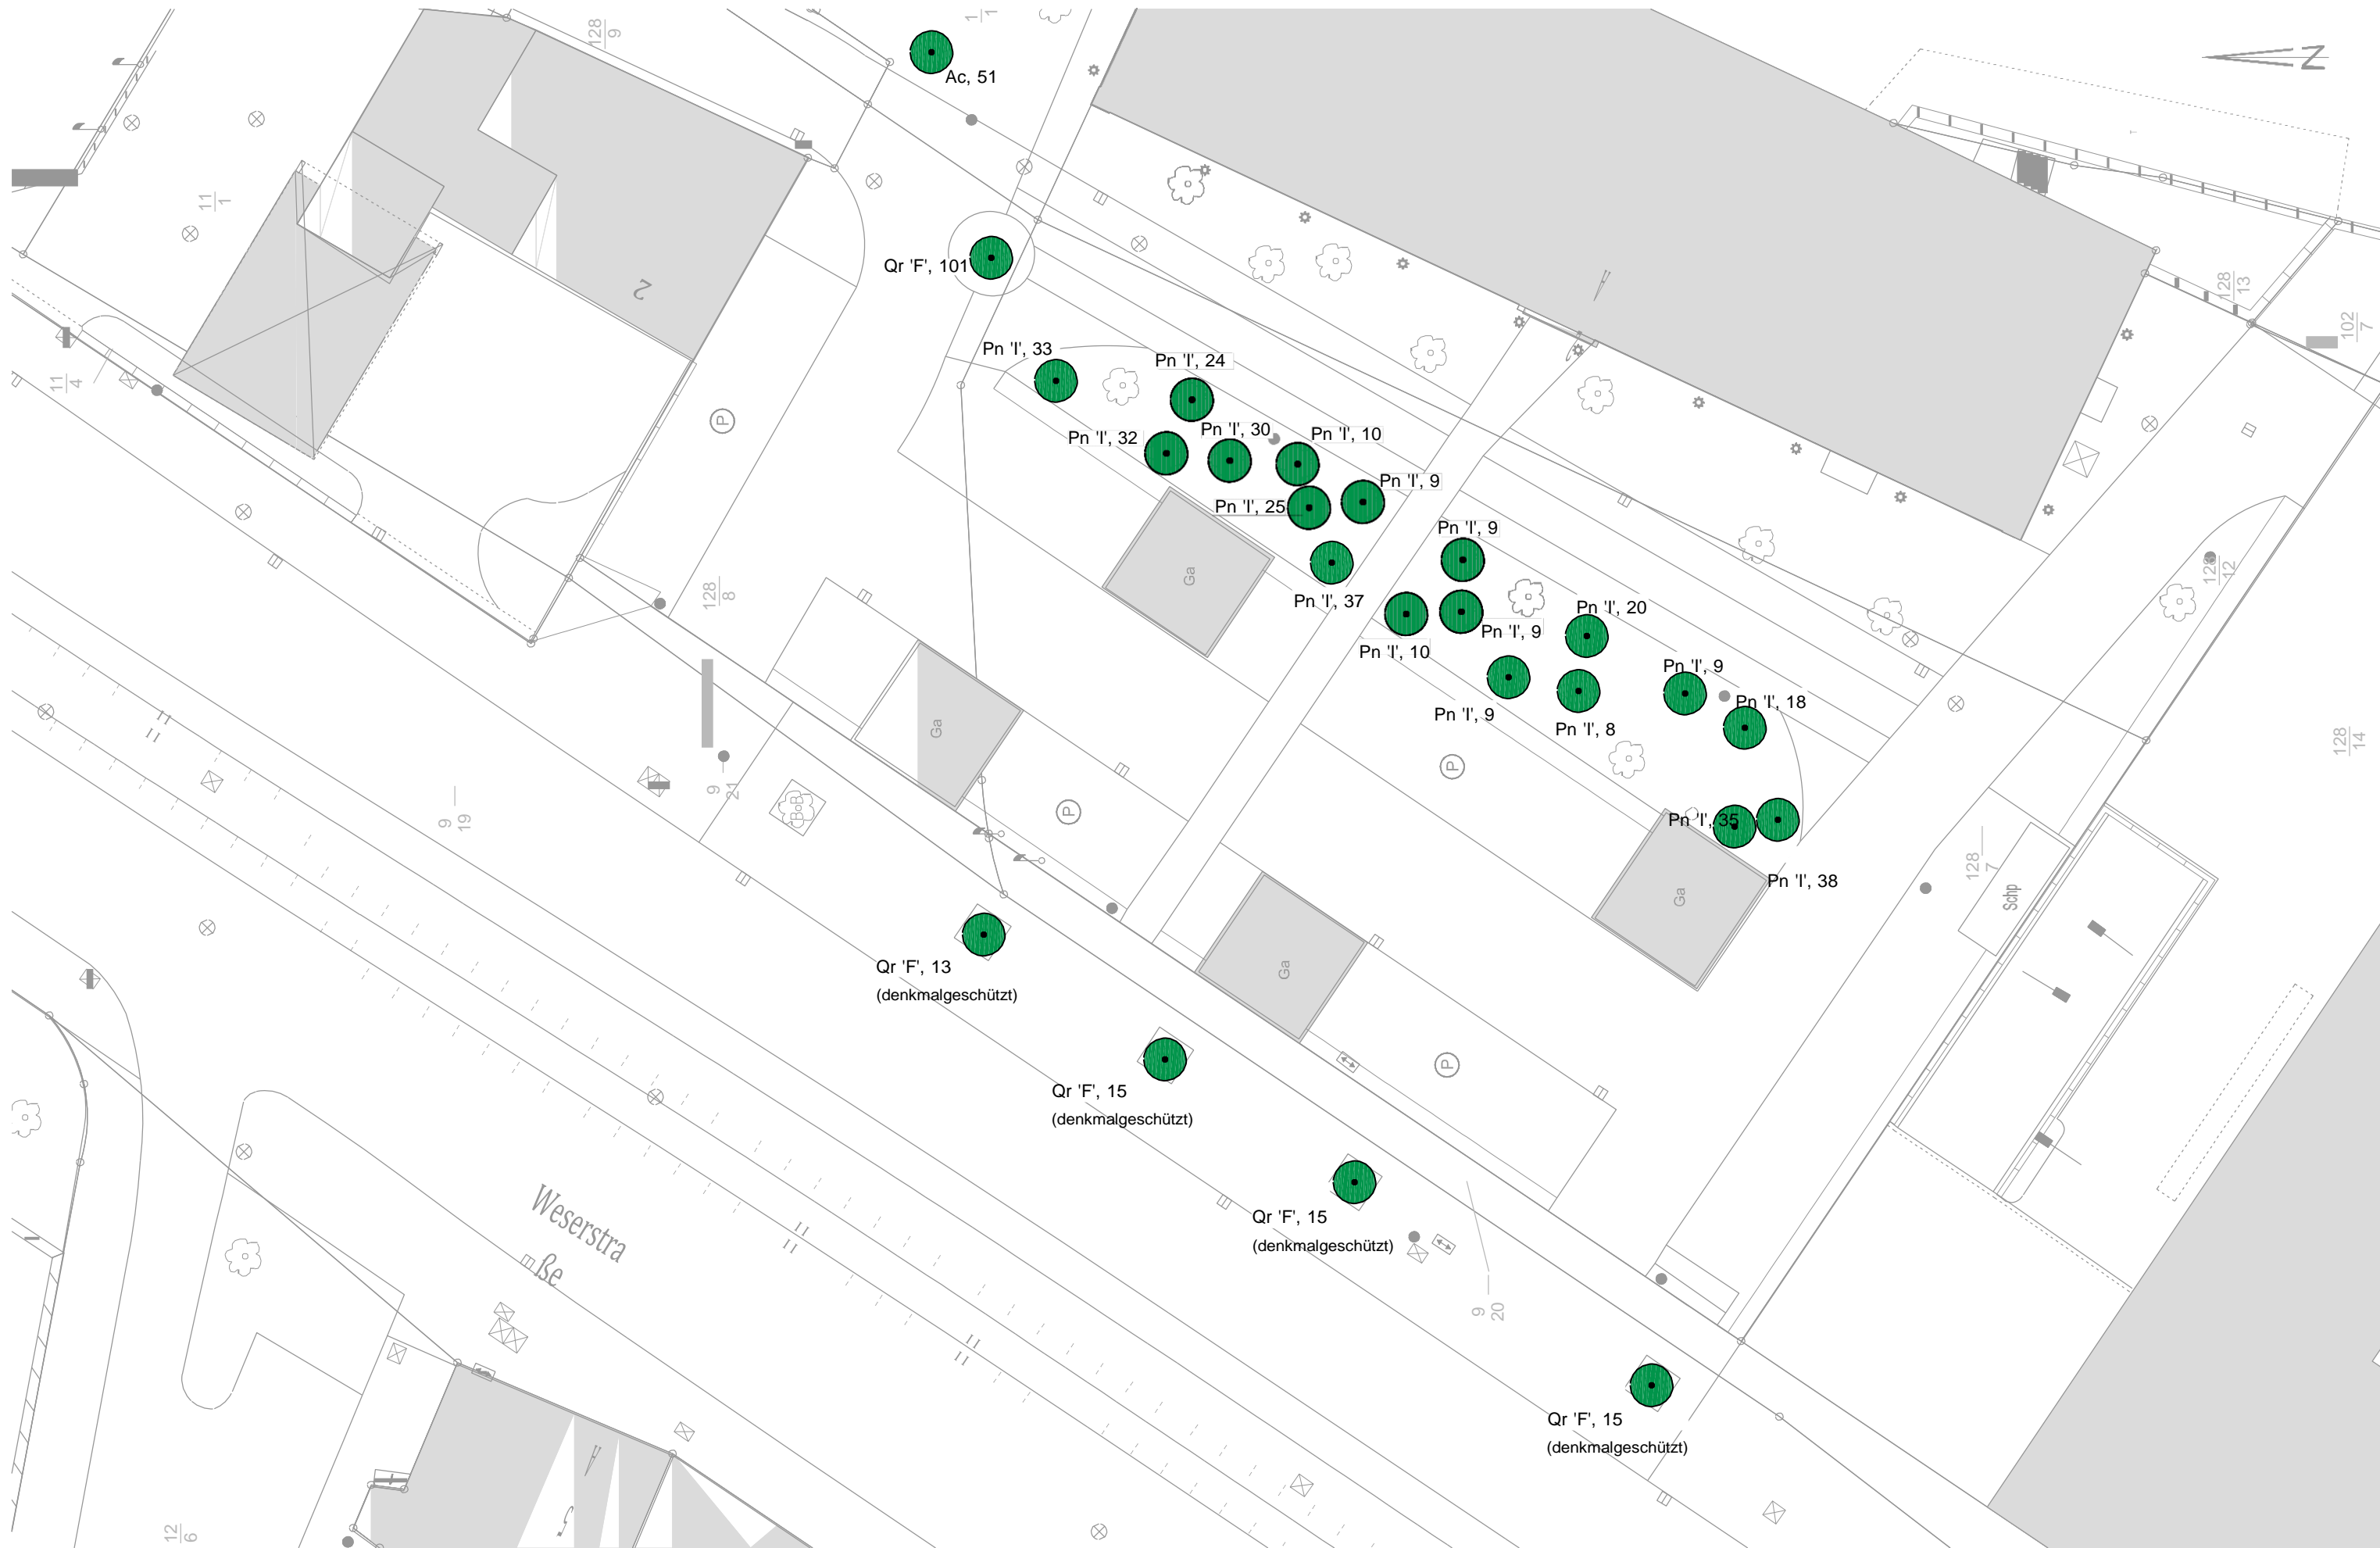 128
9
1
1
Ac, 51
N
11
1
Qr 'F', 101
2
128
13
102
7
11
4
P
Pn 'I', 33
Pn 'I', 24
Pn 'I', 32
Pn 'I', 30
Pn 'I', 10
Pn 'I', 9
Pn 'I', 25
Pn 'I', 9
Ga
128
8
Pn 'I', 37
Pn 'I', 20
Pn 'I', 9
Pn 'I', 10
Pn 'I', 9
Pn 'I', 18
Pn 'I', 9
Pn 'I', 8
128
12
128
14
Ga
P
9
21
BoB
P
9
19
Pn 'I', 35
Pn 'I', 38
Ga
128
7
Schp
Qr 'F', 13
(denkmalgeschützt)
Ga
P
Qr 'F', 15
(denkmalgeschützt)
Weserstra
ße
Qr 'F', 15
(denkmalgeschützt)
9
20
Qr 'F', 15
(denkmalgeschützt)
12
6